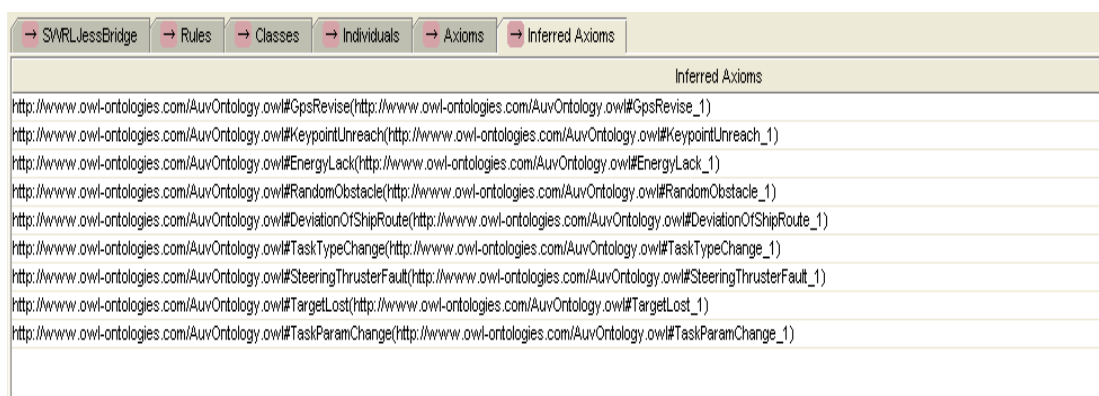 → SWRLJessBridge → Rules → Classes → Individuals → Axioms → Inferred Axioms
Inferred Axioms
http://www.owl-ontologies.com/AuvOntology.owl#GpsRevise(http://www.owl-ontologies.com/AuvOntology.owl#GpsRevise_1)
http://www.owl-ontologies.com/AuvOntology.owl#KeypointUnreach(http://www.owl-ontologies.com/AuvOntology.owl#KeypointUnreach_1)
http://www.owl-ontologies.com/AuvOntology.owl#EnergyLack(http://www.owl-ontologies.com/AuvOntology.owl#EnergyLack_1)
http://www.owl-ontologies.com/AuvOntology.owl#RandomObstacle(http://www.owl-ontologies.com/AuvOntology.owl#RandomObstacle_1)
http://www.owl-ontologies.com/AuvOntology.owl#DeviationOfShipRoute(http://www.owl-ontologies.com/AuvOntology.owl#DeviationOfShipRoute_1)
http://www.owl-ontologies.com/AuvOntology.owl#TaskTypeChange(http://www.owl-ontologies.com/AuvOntology.owl#TaskTypeChange_1)
http://www.owl-ontologies.com/AuvOntology.owl#SteeringThrusterFault(http://www.owl-ontologies.com/AuvOntology.owl#SteeringThrusterFault_1)
http://www.owl-ontologies.com/AuvOntology.owl#TargetLost(http://www.owl-ontologies.com/AuvOntology.owl#TargetLost_1)
http://www.owl-ontologies.com/AuvOntology.owl#TaskParamChange(http://www.owl-ontologies.com/AuvOntology.owl#TaskParamChange_1)